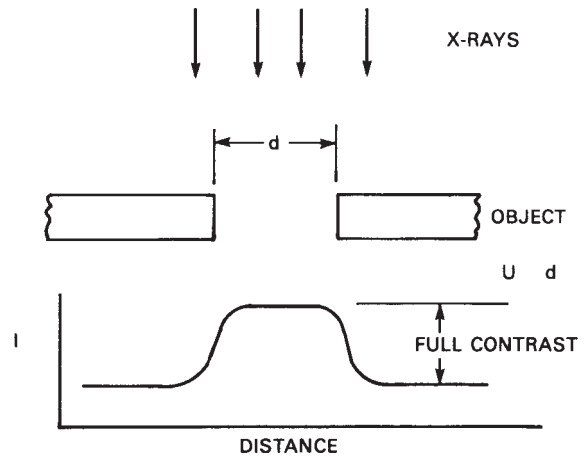 X-RAYS
d
OBJECT
U d
I
FULL CONTRAST
DISTANCE